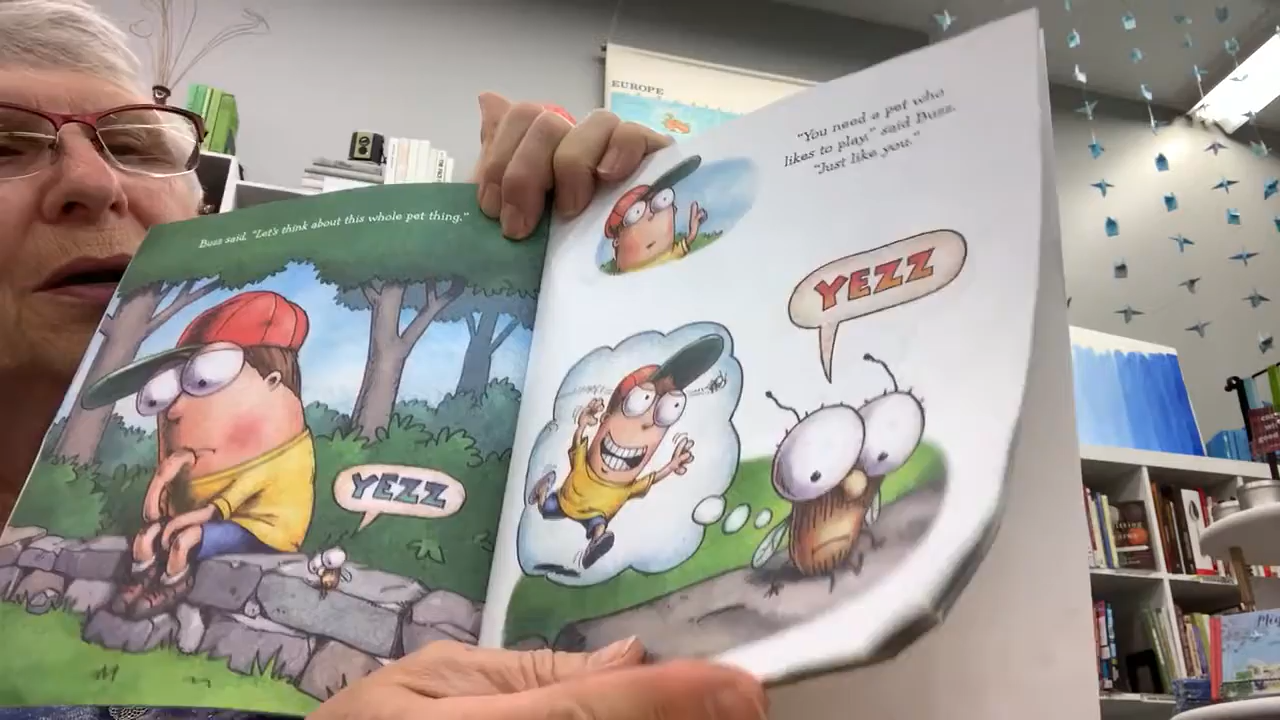 EUROPE
Buzz said, "Let's think about this whole pet thing."
YEZZ
"You need a pet who
likes to play," said Buzz.
"Just like you."
YEZZ